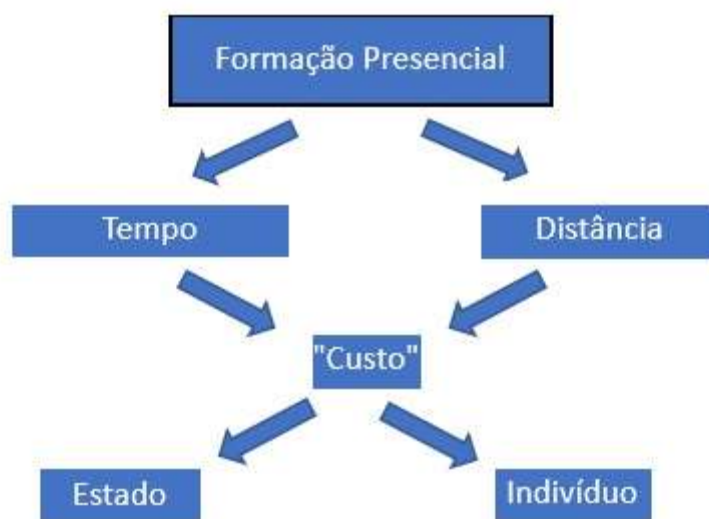 Formação Presencial
Tempo
Distância
"Custo"
Estado
Indivíduo